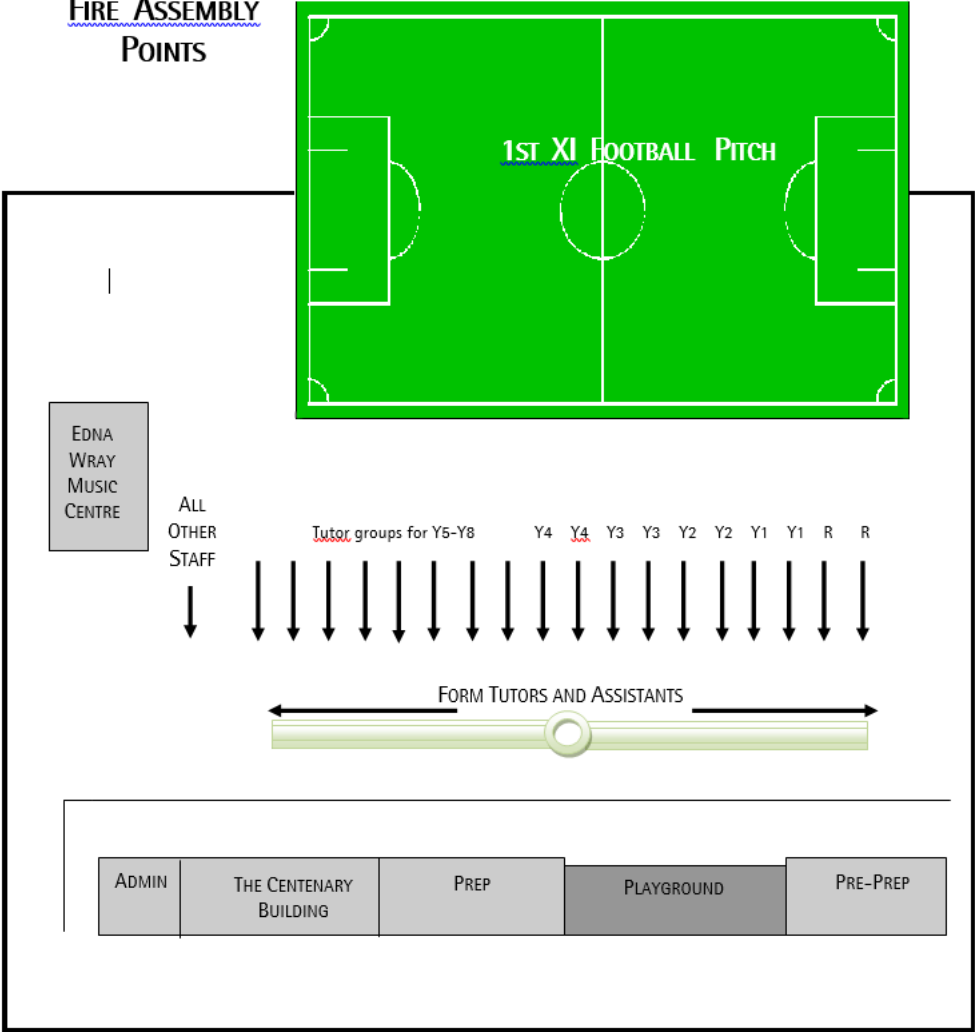 Fire Assembly
Points
1st XI Football Pitch
Edna
Wray
Music
Centre
All
Other
Staff
Tutor groups for Y5-Y8 Y4 Y4 Y3 Y3 Y2 Y2 Y1 Y1 R R
Form Tutors and Assistants
Admin
The Centenary
Building
Prep
Playground
Pre-Prep